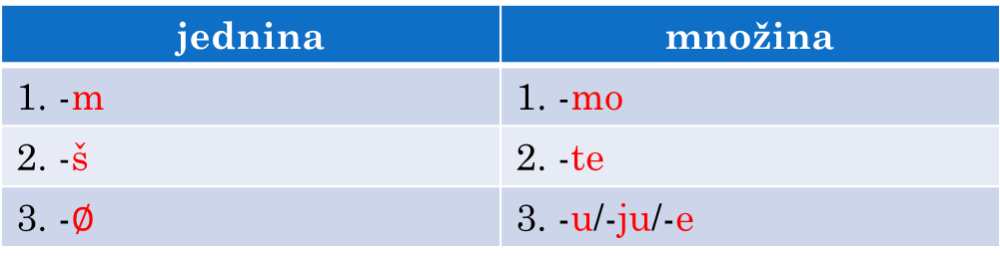 jednina množina
1. -m 1. -mo
2. -š 2. -te
3. -∅ 3. -u/-ju/-e